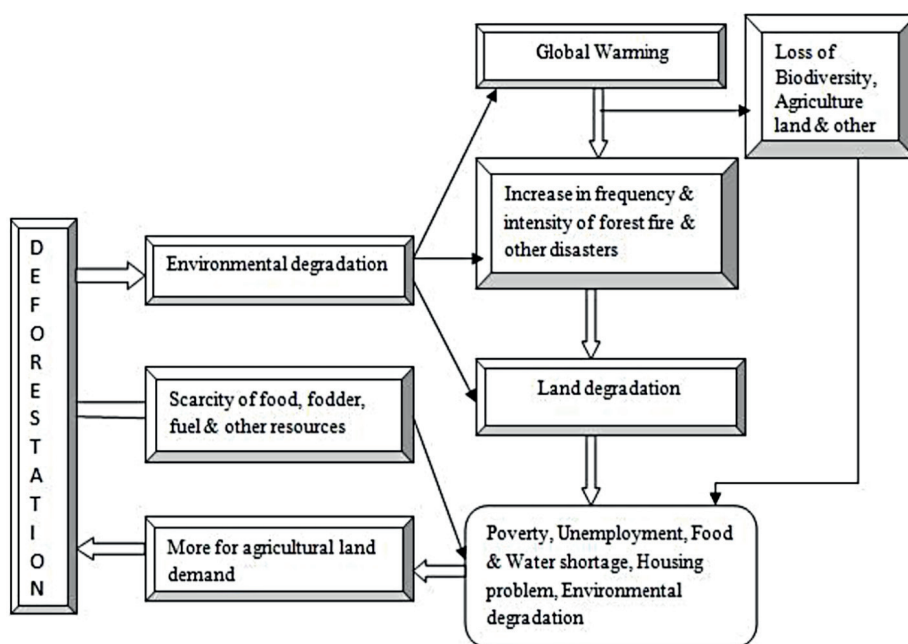 Global Warming
Loss of
Biodiversity,
Agriculture
land & other
Increase in frequency &
intensity of forest fire &
other disasters
DEFORESTATION
Environmental degradation
Land degradation
Scarcity of food, fodder,
fuel & other resources
More for agricultural land
demand
Poverty, Unemployment, Food
& Water shortage, Housing
problem, Environmental
degradation